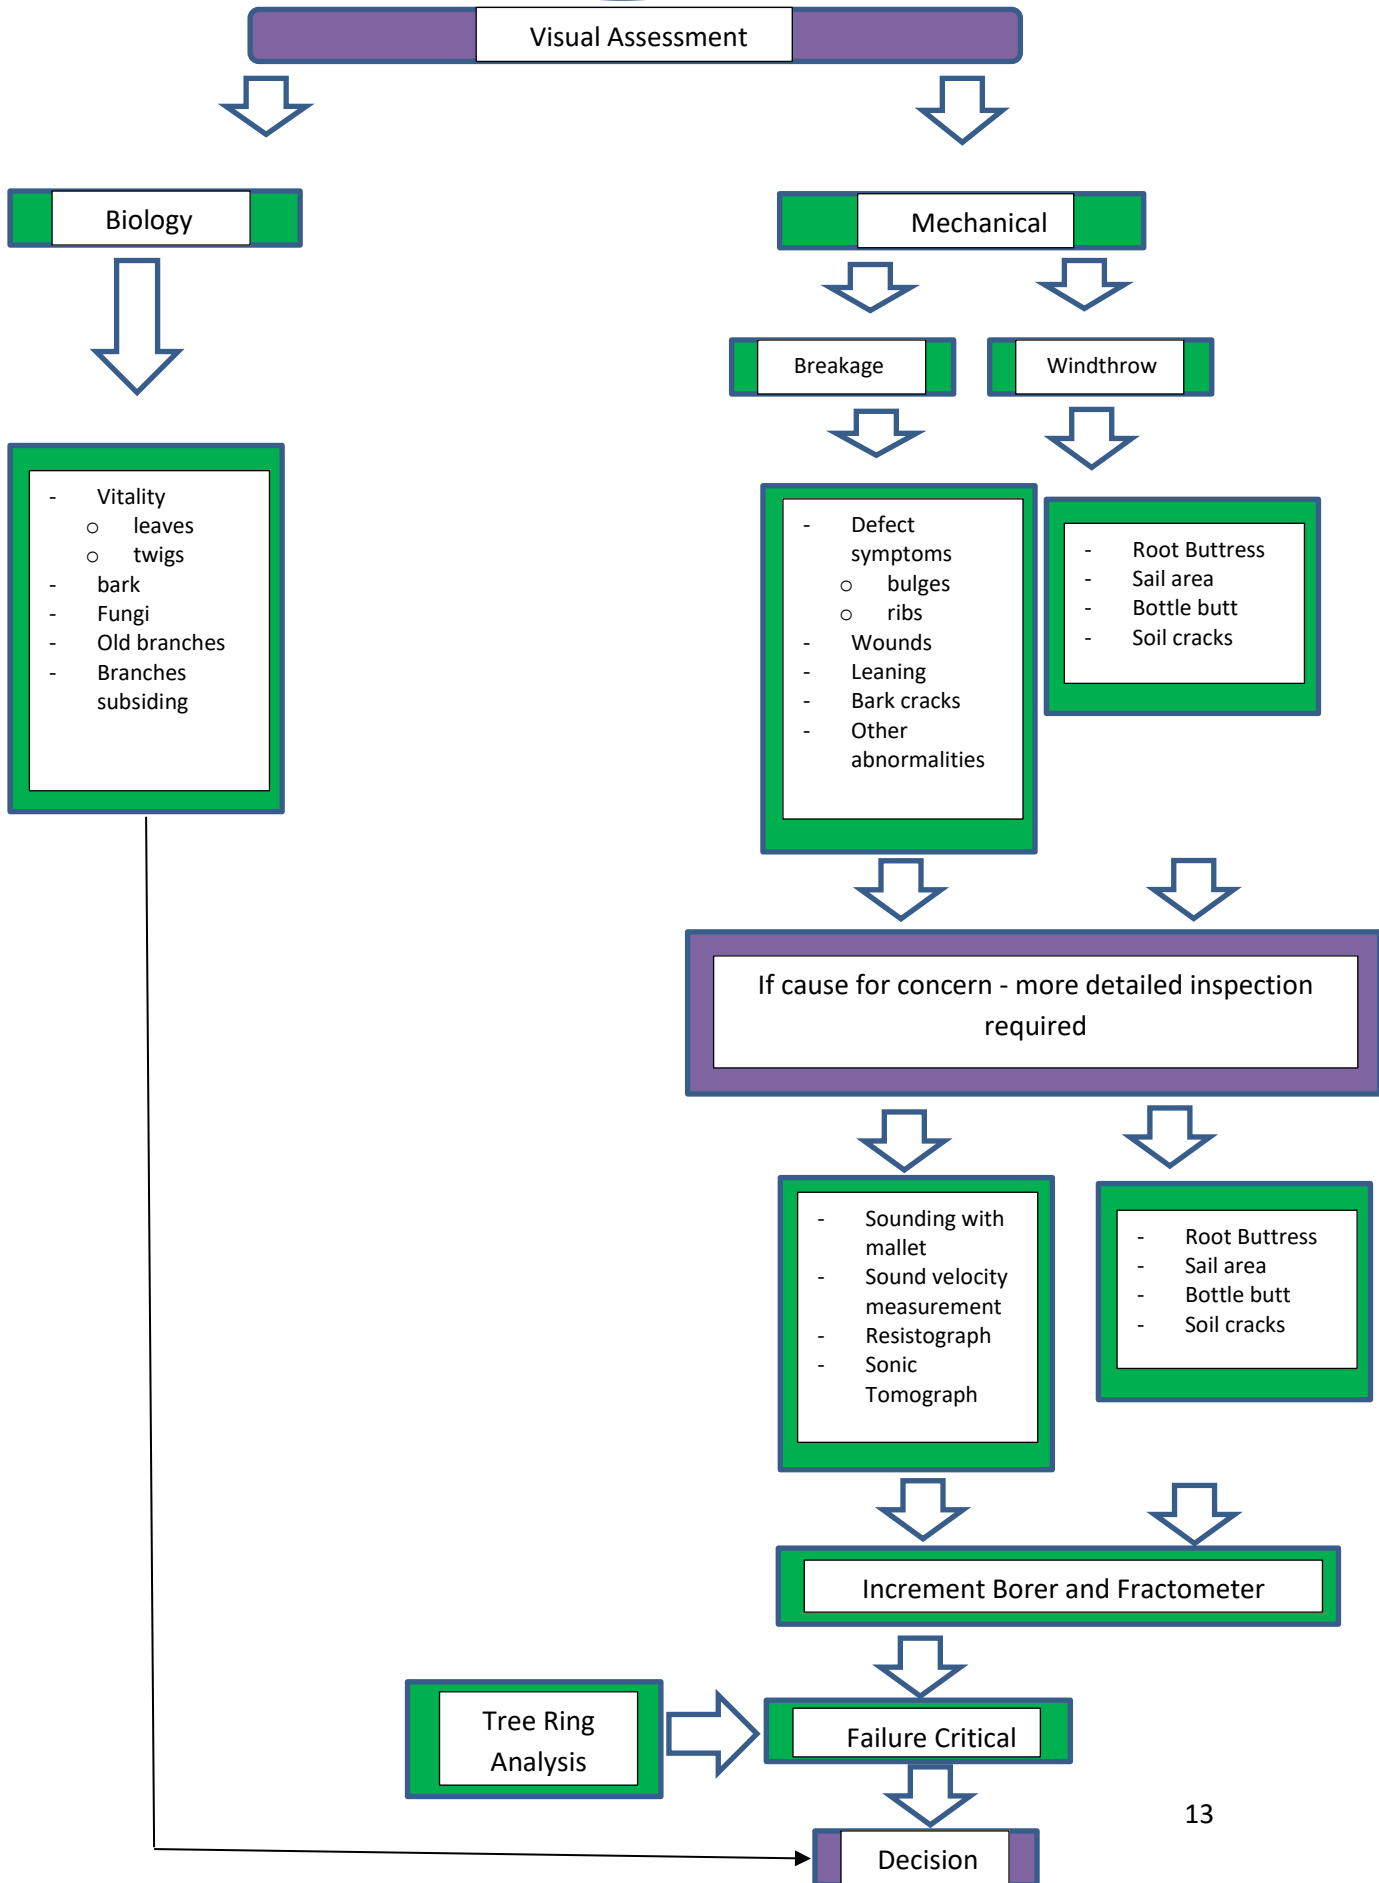 Visual Assessment
Biology
Mechanical
Breakage
Windthrow
- Vitality
o leaves
o twigs
- bark
- Fungi
- Old branches
- Branches
subsiding
- Defect
symptoms
o bulges
o ribs
- Wounds
- Leaning
- Bark cracks
- Other
abnormalities
- Root Buttress
- Sail area
- Bottle butt
- Soil cracks
If cause for concern - more detailed inspection
required
- Sounding with
mallet
- Sound velocity
measurement
- Resistograph
- Sonic
Tomograph
- Root Buttress
- Sail area
- Bottle butt
- Soil cracks
Increment Borer and Fractometer
Tree Ring
Analysis
Failure Critical
13
Decision